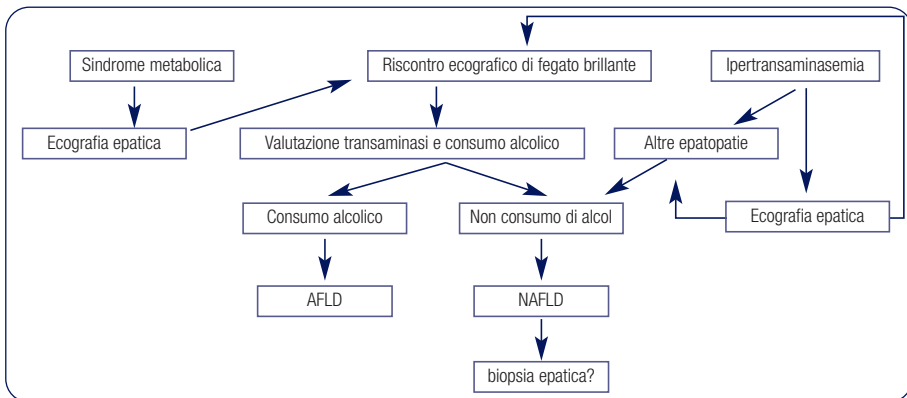 Sindrome metabolica
Riscontro ecografico di fegato brillante
Ipertransaminasemia
Ecografia epatica
Valutazione transaminasi e consumo alcolico
Altre epatopatie
Consumo alcolico
Non consumo di alcol
Ecografia epatica
AFLD
NAFLD
biopsia epatica?